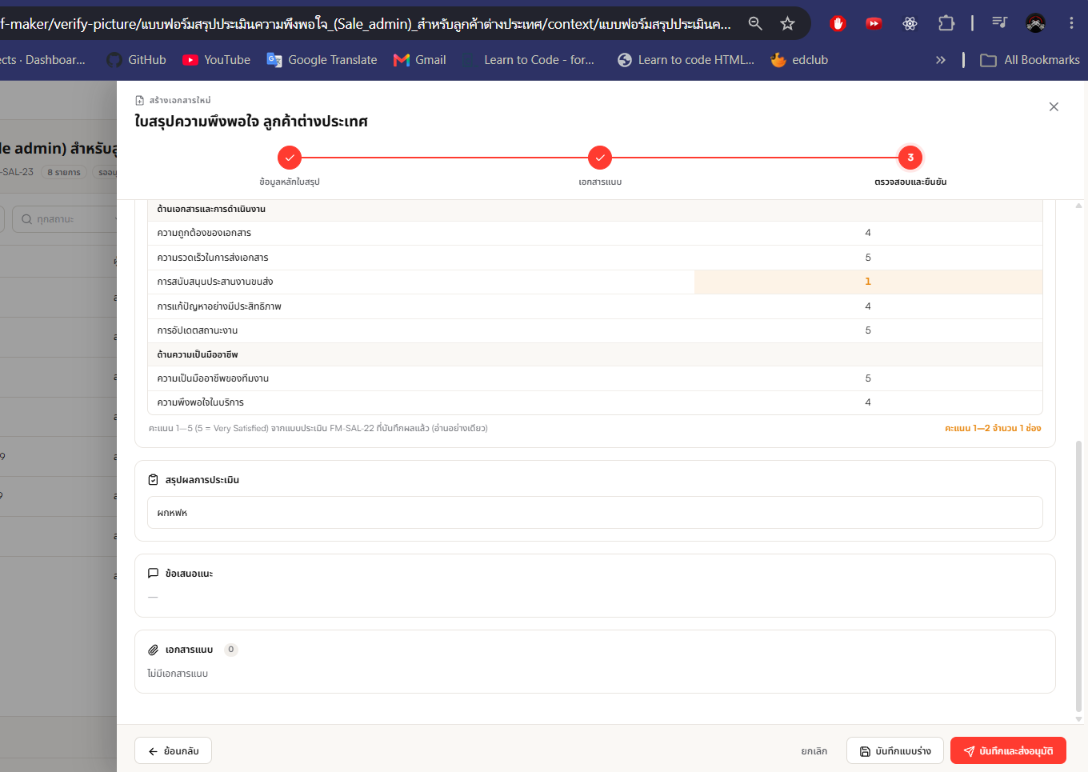 f-maker/verify-picture/แบบฟอร์มสรุปประเมินความพึงพอใจ_(Sale_admin)_สำหรับลูกค้าต่างประเทศ/context/แบบฟอร์มสรุปประเมินค...
ects - Dashboar...
GitHub
YouTube
Google Translate
Gmail
Learn to Code - for...
Learn to code HTML...
edclub
»
All Bookmarks
สร้างเอกสารใหม่
ใบสรุปความพึงพอใจ ลูกค้าต่างประเทศ
le admin) สำหรับลู
-SAL-23
8 รายการ
ทุกสถานะ
3
ข้อมูลหลักใบสรุป
เอกสารแนบ
ตรวจสอบและยืนยัน
ด้านเอกสารและการดำเนินงาน
ความถูกต้องของเอกสาร 4
ความรวดเร็วในการส่งเอกสาร 5
การสนับสนุนประสานงานขนส่ง 1
การแก้ปัญหาอย่างมีประสิทธิภาพ 4
การอัปเดตสถานะงาน 5
ด้านความเป็นมืออาชีพ
ความเป็นมืออาชีพของทีมงาน 5
ความพึงพอใจในบริการ 4
คะแนน 1—5 (5 = Very Satisfied) จากแบบประเมิน FM-SAL-22 ที่บันทึกผลแล้ว (อ่านอย่างเดียว)
คะแนน 1—2 จำนวน 1 ช่อง
สรุปผลการประเมิน
ผกหฟห
ข้อเสนอแนะ
—
เอกสารแนบ 0
ไม่มีเอกสารแนบ
ย้อนกลับ
ยกเลิก
บันทึกแบบร่าง
บันทึกและส่งอนุมัติ